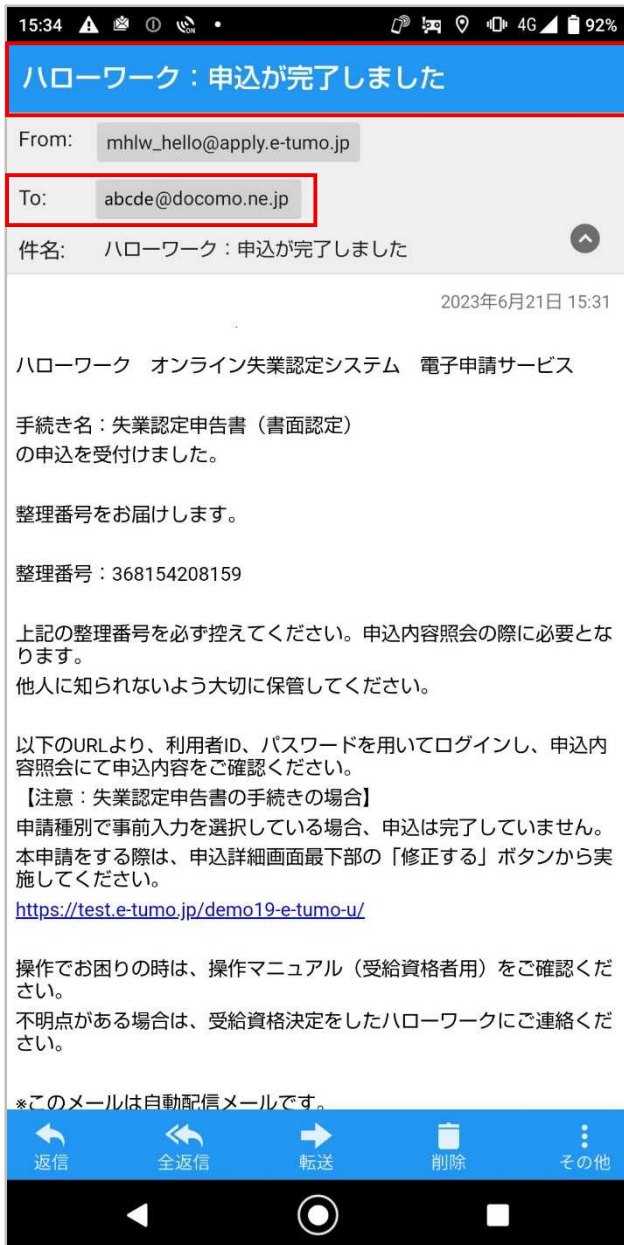 15:34 4G 92%
ハローワーク：申込が完了しました
From: mhlw_hello@apply.e-tumo.jp
To: abcde@docomo.ne.jp
件名: ハローワーク：申込が完了しました
2023年6月21日 15:31
ハローワーク　オンライン失業認定システム　電子申請サービス
手続き名：失業認定申告書（書面認定）
の申込を受付けました。
整理番号をお届けします。
整理番号：368154208159
上記の整理番号を必ず控えてください。申込内容照会の際に必要とな
ります。
他人に知られないよう大切に保管してください。
以下のURLより、利用者ID、パスワードを用いてログインし、申込内
容照会にて申込内容をご確認ください。
【注意：失業認定申告書の手続きの場合】
申請種別で事前入力を選択している場合、申込は完了していません。
本申請をする際は、申込詳細画面最下部の「修正する」ボタンから実
施してください。
https://test.e-tumo.jp/demo19-e-tumo-u/
操作でお困りの時は、操作マニュアル（受給資格者用）をご確認くだ
さい。
不明点がある場合は、受給資格決定をしたハローワークにご連絡くだ
さい。
※このメールは自動配信メールです。
返信 全返信 転送 削除 その他